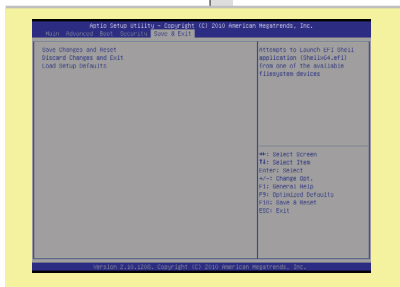 Aptio Setup Utility - Copyright (C) 2010 American Megatrends, Inc.
Main Advanced Boot Security Save & Exit
Save Changes and Reset
Discard Changes and Exit
Load Setup Defaults
Attempts to Launch EFI Shell
application (Shellx64.efi)
from one of the available
filesystem devices
↔: Select Screen
↑↓: Select Item
Enter: Select
+/-: Change Opt.
F1: General Help
F9: Optimized Defaults
F10: Save & Reset
ESC: Exit
Version 2.10.1208. Copyright (C) 2010 American Megatrends, Inc.